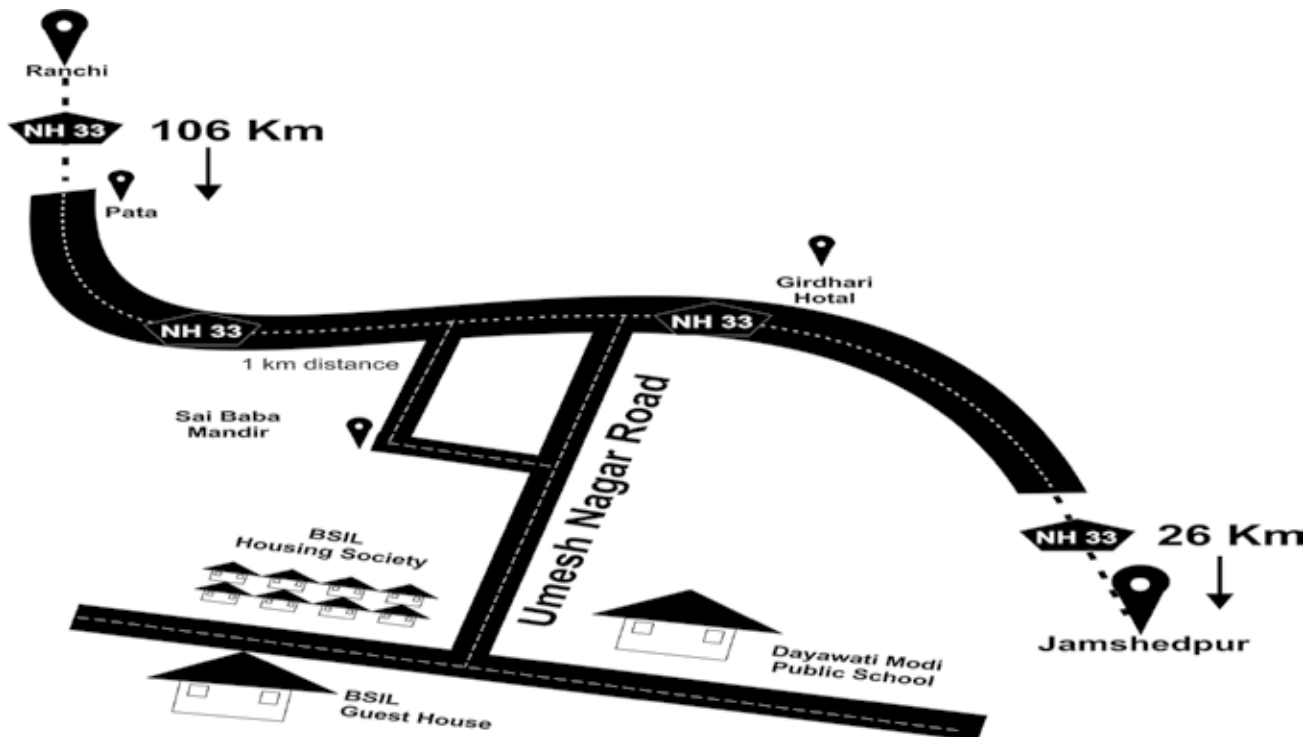 Ranchi
NH 33
106 Km
Pata
Girdhari
Hotal
NH 33
NH 33
1 km distance
Sai Baba
Mandir
Umesh Nagar Road
BSIL
Housing Society
NH 33
26 Km
Jamshedpur
Dayawati Modi
Public School
BSIL
Guest House